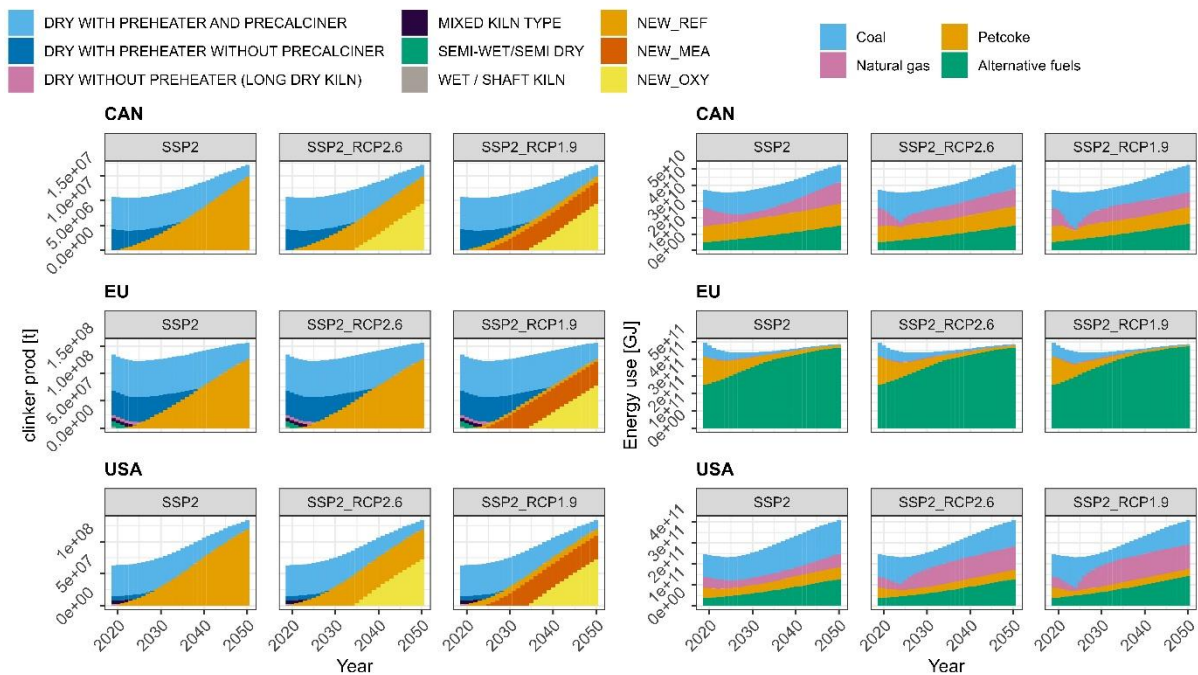 DRY WITH PREHEATER AND PRECALCINER
DRY WITH PREHEATER WITHOUT PRECALCINER
DRY WITHOUT PREHEATER (LONG DRY KILN)
MIXED KILN TYPE
SEMI-WET/SEMI DRY
WET / SHAFT KILN
NEW_REF
NEW_MEA
NEW_OXY
Coal
Natural gas
Petcoke
Alternative fuels
CAN
SSP2 SSP2_RCP2.6 SSP2_RCP1.9
1.5e+07
1.0e+07
5.0e+06
0.0e+00
EU
SSP2 SSP2_RCP2.6 SSP2_RCP1.9
1.5e+08
1.0e+08
5.0e+07
0.0e+00
USA
SSP2 SSP2_RCP2.6 SSP2_RCP1.9
1e+08
5e+07
0e+00
clinker prod [t]
2020 2030 2040 2050 2020 2030 2040 2050 2020 2030 2040 2050
Year
CAN
SSP2 SSP2_RCP2.6 SSP2_RCP1.9
5e+10
4e+10
3e+10
2e+10
1e+10
0e+00
EU
SSP2 SSP2_RCP2.6 SSP2_RCP1.9
5e+11
4e+11
3e+11
2e+11
1e+11
0e+00
USA
SSP2 SSP2_RCP2.6 SSP2_RCP1.9
4e+11
3e+11
2e+11
1e+11
0e+00
Energy use [GJ]
2020 2030 2040 2050 2020 2030 2040 2050 2020 2030 2040 2050
Year